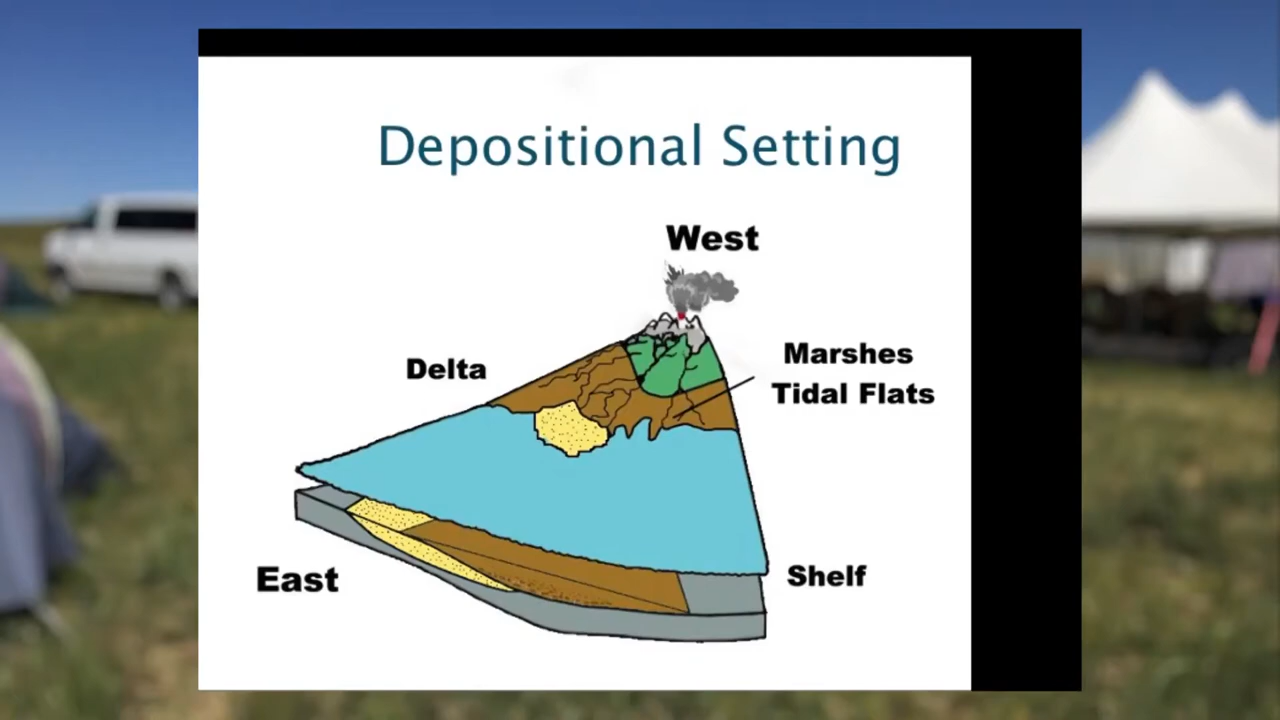 Depositional Setting
West
Delta
Marshes
Tidal Flats
East
Shelf